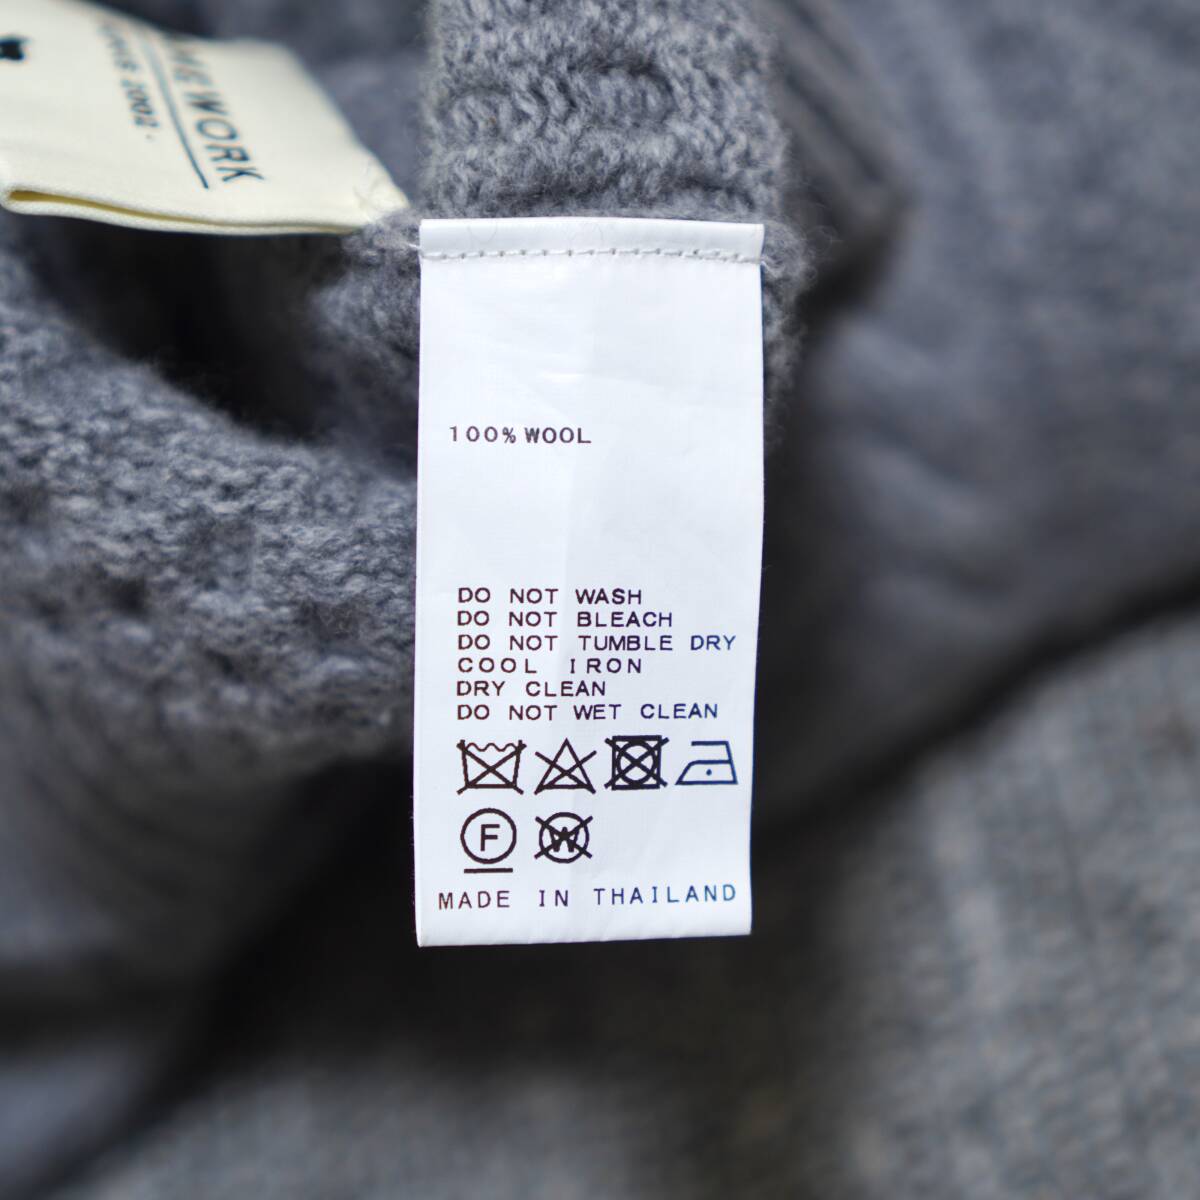 WORK
100% WOOL
DO NOT WASH
DO NOT BLEACH
DO NOT TUMBLE DRY
COOL IRON
DRY CLEAN
DO NOT WET CLEAN
F
W
MADE IN THAILAND